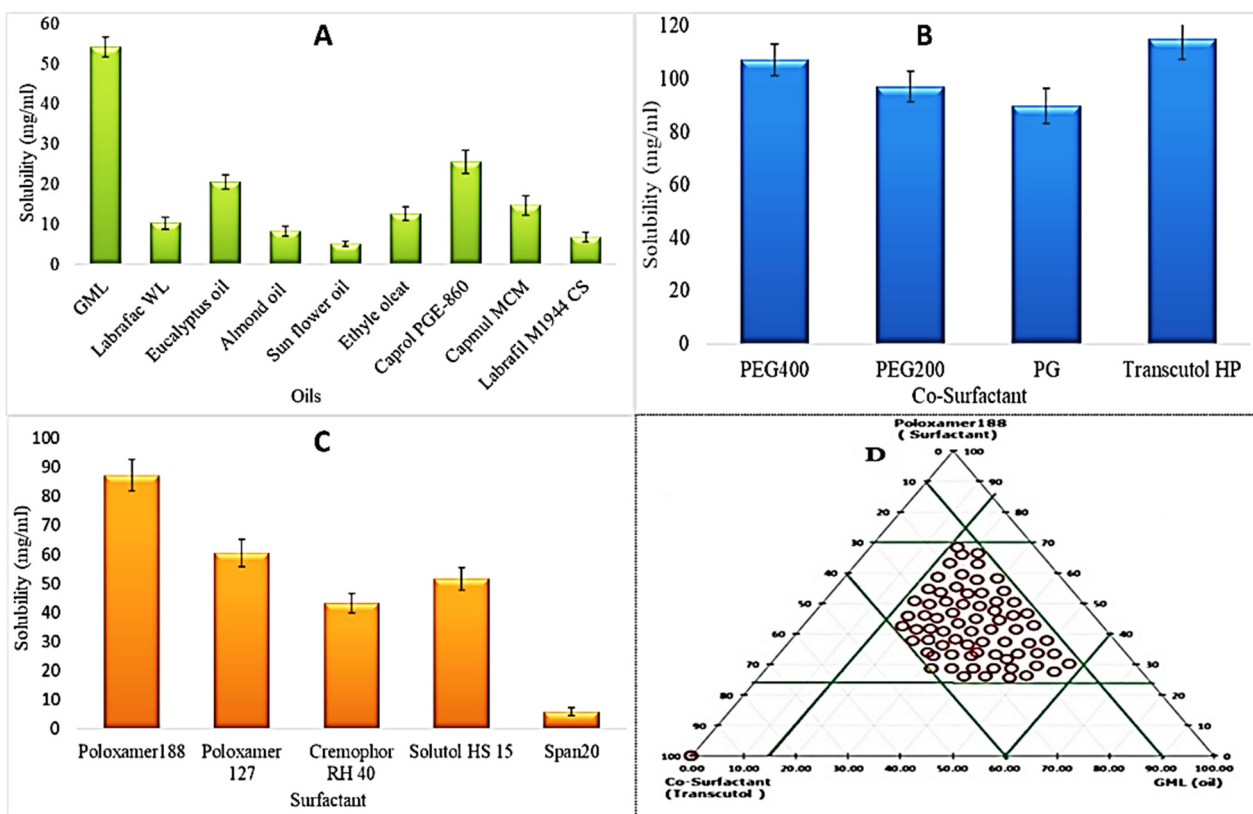 A
Solubility (mg/ml)
60
50
40
30
20
10
0
GML
Labrafac WL
Eucalyptus oil
Almond oil
Sun flower oil
Ethyle oleat
Caprol PGE-860
Capmul MCM
Labrafil M1944 CS
Oils
B
Solubility (mg/ml)
120
100
80
60
40
20
0
PEG400 PEG200 PG Transcutol HP
Co-Surfactant
C
Solubility (mg/ml)
100
90
80
70
60
50
40
30
20
10
0
Poloxamer188 Poloxamer Cremophor Solutol HS 15 Span20
127 RH 40
Surfactant
Poloxamer188
( Surfactant)
D
0 100
10 90
20 80
30 70
40 60
50 50
60 40
70 30
80 20
90 10
100 0
0.00 10.00 20.00 30.00 40.00 50.00 60.00 70.00 80.00 90.00 100.00
Co-Surfactant GML (oil)
(Transcutol )